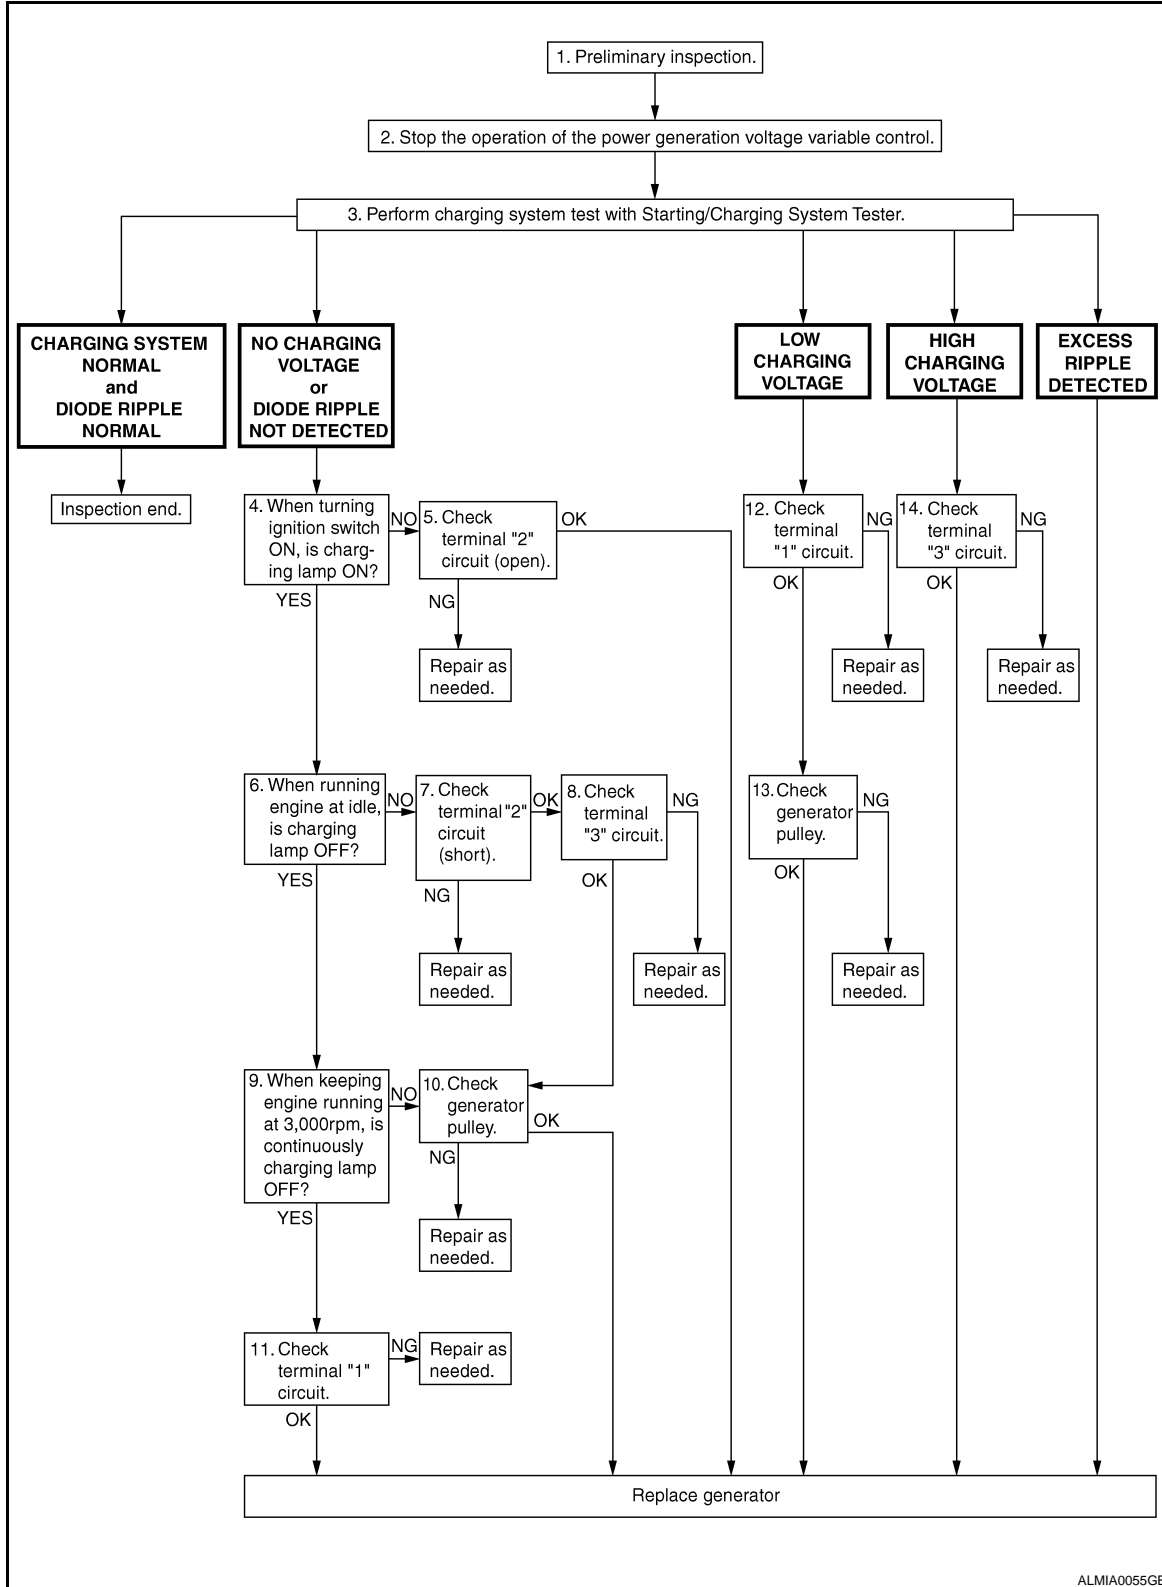 1. Preliminary inspection.
2. Stop the operation of the power generation voltage variable control.
3. Perform charging system test with Starting/Charging System Tester.
CHARGING SYSTEM
NORMAL
and
DIODE RIPPLE
NORMAL
NO CHARGING
VOLTAGE
or
DIODE RIPPLE
NOT DETECTED
LOW
CHARGING
VOLTAGE
HIGH
CHARGING
VOLTAGE
EXCESS
RIPPLE
DETECTED
Inspection end.
4. When turning
ignition switch
ON, is charg-
ing lamp ON?
NO
YES
5. Check
terminal "2"
circuit (open).
OK
NG
Repair as
needed.
12. Check
terminal
"1" circuit.
NG
OK
Repair as
needed.
14. Check
terminal
"3" circuit.
NG
OK
Repair as
needed.
6. When running
engine at idle,
is charging
lamp OFF?
NO
YES
7. Check
terminal "2"
circuit
(short).
OK
NG
Repair as
needed.
8. Check
terminal
"3" circuit.
NG
OK
Repair as
needed.
13. Check
generator
pulley.
NG
OK
Repair as
needed.
9. When keeping
engine running
at 3,000rpm, is
continuously
charging lamp
OFF?
NO
YES
10. Check
generator
pulley.
OK
NG
Repair as
needed.
11. Check
terminal "1"
circuit.
NG
OK
Repair as
needed.
Replace generator
ALMIA0055GE